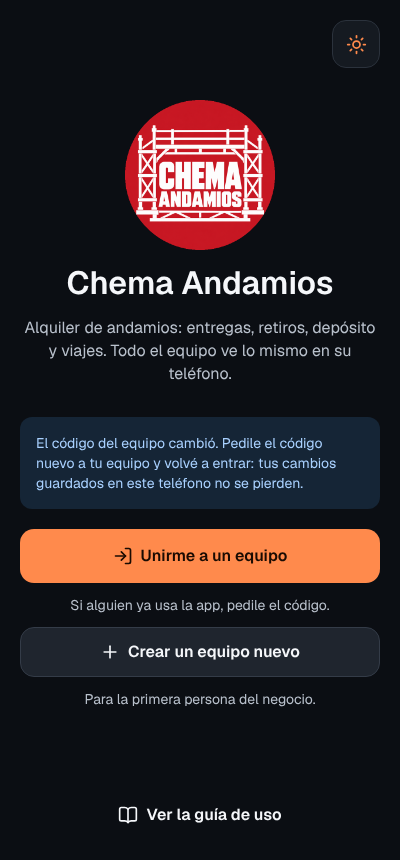 CHEMA
ANDAMIOS
Chema Andamios
Alquiler de andamios: entregas, retiros, depósito
y viajes. Todo el equipo ve lo mismo en su
teléfono.
El código del equipo cambió. Pedile el código
nuevo a tu equipo y volvé a entrar: tus cambios
guardados en este teléfono no se pierden.
Unirme a un equipo
Si alguien ya usa la app, pedile el código.
Crear un equipo nuevo
Para la primera persona del negocio.
Ver la guía de uso